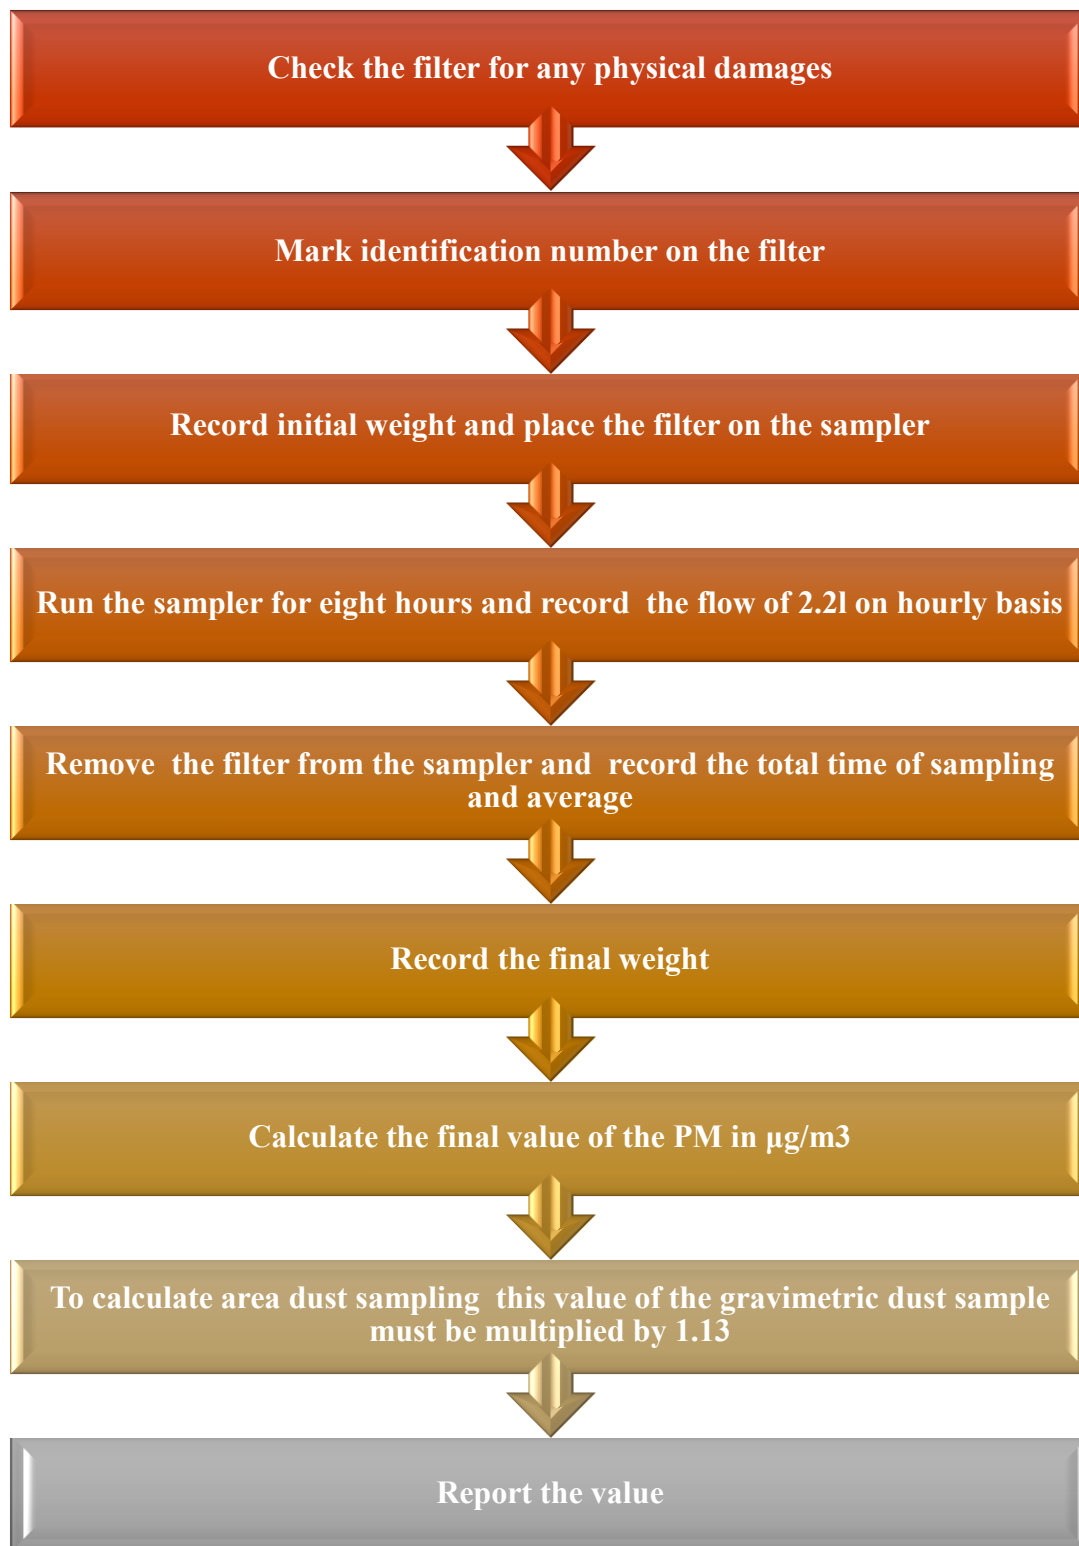 Check the filter for any physical damages
Mark identification number on the filter
Record initial weight and place the filter on the sampler
Run the sampler for eight hours and record  the flow of 2.2l on hourly basis
Remove  the filter from the sampler and  record the total time of sampling
and average
Record the final weight
Calculate the final value of the PM in µg/m3
To calculate area dust sampling  this value of the gravimetric dust sample
must be multiplied by 1.13
Report the value